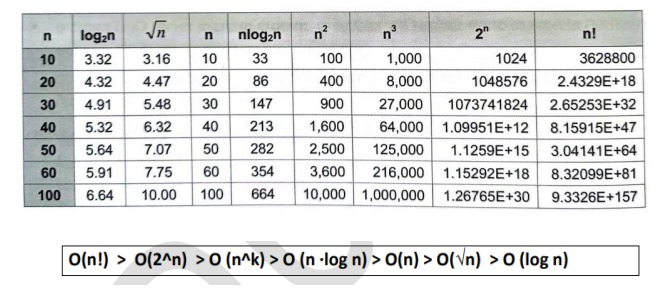 n log₂n √n n nlog₂n n² n³ 2ⁿ n!
10 3.32 3.16 10 33 100 1,000 1024 3628800
20 4.32 4.47 20 86 400 8,000 1048576 2.4329E+18
30 4.91 5.48 30 147 900 27,000 1073741824 2.65253E+32
40 5.32 6.32 40 213 1,600 64,000 1.09951E+12 8.15915E+47
50 5.64 7.07 50 282 2,500 125,000 1.1259E+15 3.04141E+64
60 5.91 7.75 60 354 3,600 216,000 1.15292E+18 8.32099E+81
100 6.64 10.00 100 664 10,000 1,000,000 1.26765E+30 9.3326E+157
O(n!) > O(2^n) > O (n^k) > O (n ·log n) > O(n) > O(√n) > O (log n)